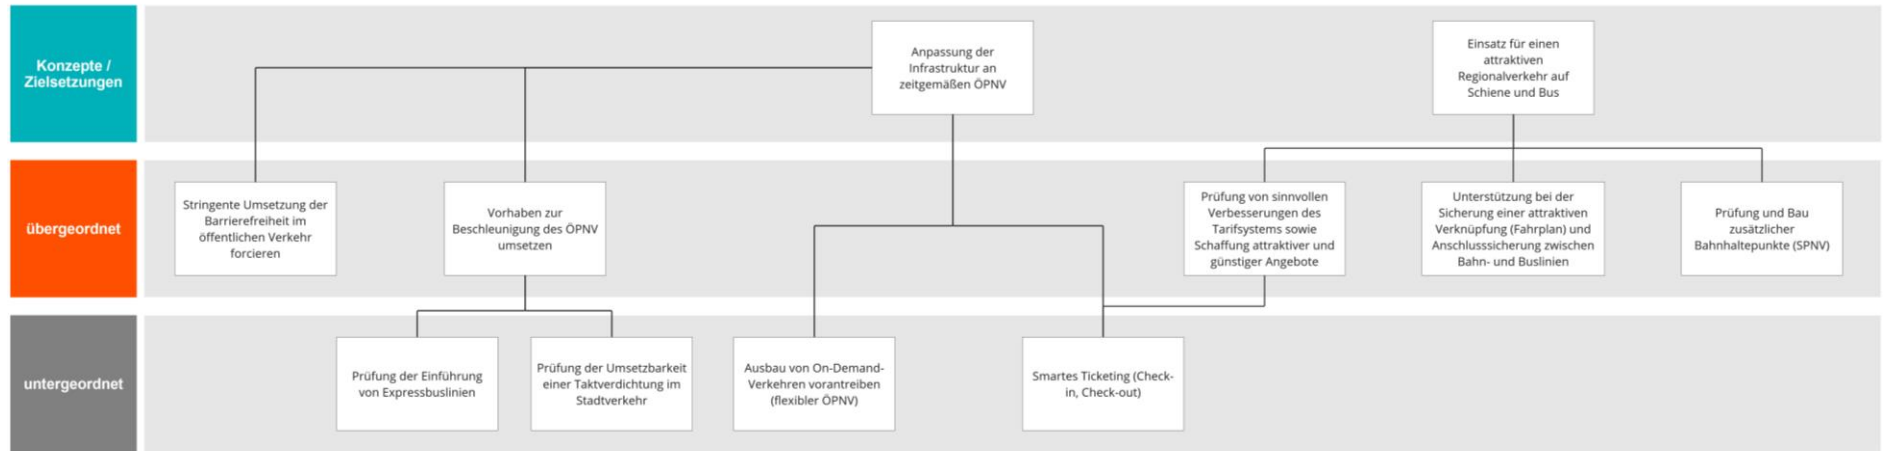 Konzepte /
Zielsetzungen
Anpassung der
Infrastruktur an
zeitgemäßen ÖPNV
Einsatz für einen
attraktiven
Regionalverkehr auf
Schiene und Bus
übergeordnet
Stringente Umsetzung der
Barrierefreiheit im
öffentlichen Verkehr
forcieren
Vorhaben zur
Beschleunigung des ÖPNV
umsetzen
Prüfung von sinnvollen
Verbesserungen des
Tarifsystems sowie
Schaffung attraktiver und
günstiger Angebote
Unterstützung bei der
Sicherung einer attraktiven
Verknüpfung (Fahrplan) und
Anschlusssicherung zwischen
Bahn- und Buslinien
Prüfung und Bau
zusätzlicher
Bahnhaltepunkte (SPNV)
untergeordnet
Prüfung der Einführung
von Expressbuslinien
Prüfung der Umsetzbarkeit
einer Taktverdichtung im
Stadtverkehr
Ausbau von On-Demand-
Verkehren vorantreiben
(flexibler ÖPNV)
Smartes Ticketing (Check-
in, Check-out)